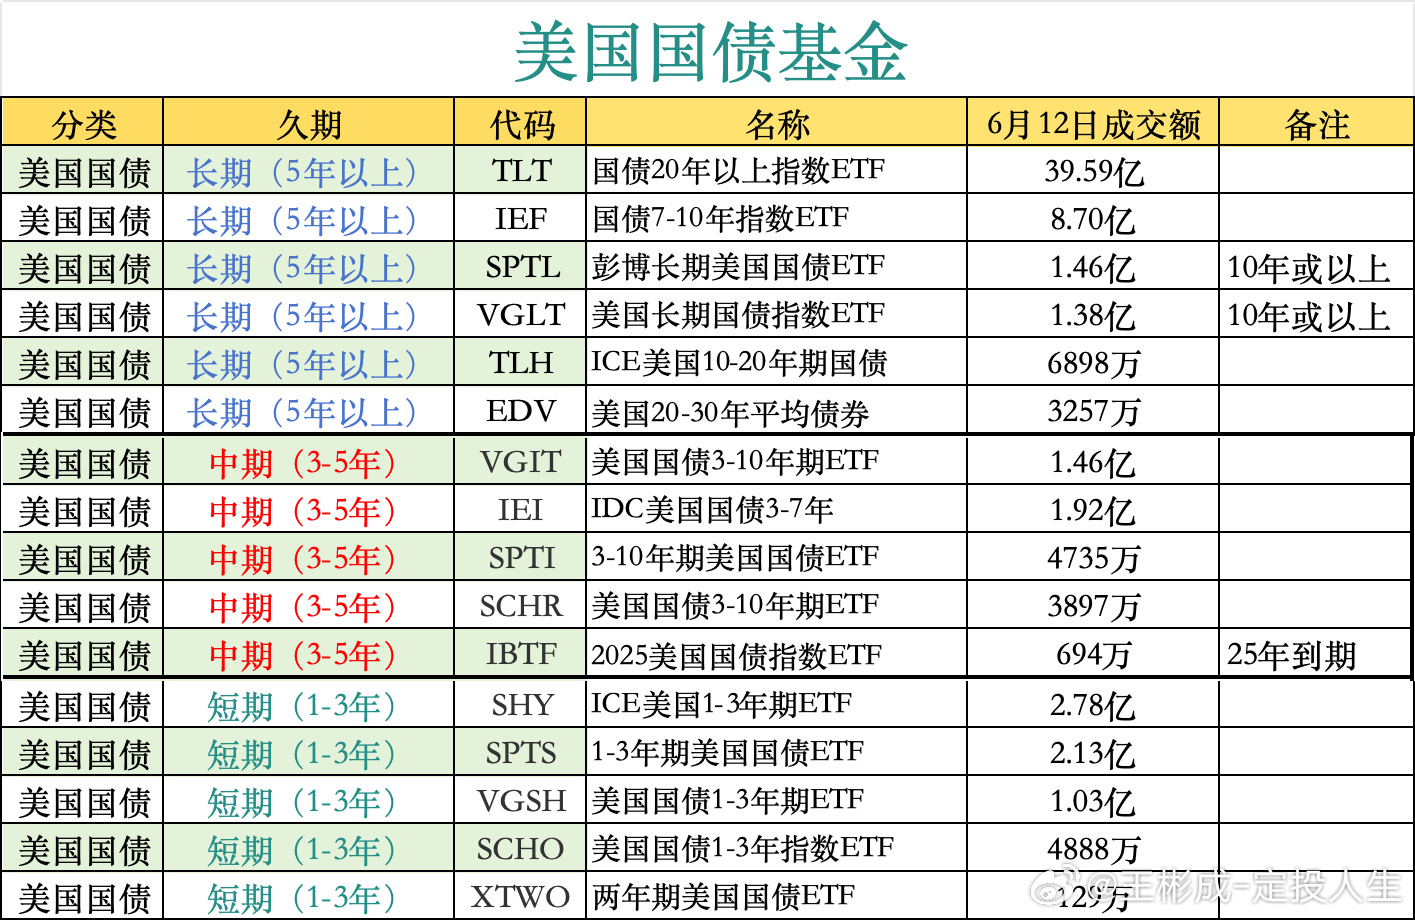 美国国债基金
分类 久期 代码 名称 6月12日成交额 备注
美国国债 长期（5年以上） TLT 国债20年以上指数ETF 39.59亿
美国国债 长期（5年以上） IEF 国债7-10年指数ETF 8.70亿
美国国债 长期（5年以上） SPTL 彭博长期美国国债ETF 1.46亿 10年或以上
美国国债 长期（5年以上） VGLT 美国长期国债指数ETF 1.38亿 10年或以上
美国国债 长期（5年以上） TLH ICE美国10-20年期国债 6898万
美国国债 长期（5年以上） EDV 美国20-30年平均债券 3257万
美国国债 中期（3-5年） VGIT 美国国债3-10年期ETF 1.46亿
美国国债 中期（3-5年） IEI IDC美国国债3-7年 1.92亿
美国国债 中期（3-5年） SPTI 3-10年期美国国债ETF 4735万
美国国债 中期（3-5年） SCHR 美国国债3-10年期ETF 3897万
美国国债 中期（3-5年） IBTF 2025美国国债指数ETF 694万 25年到期
美国国债 短期（1-3年） SHY ICE美国1-3年期ETF 2.78亿
美国国债 短期（1-3年） SPTS 1-3年期美国国债ETF 2.13亿
美国国债 短期（1-3年） VGSH 美国国债1-3年期ETF 1.03亿
美国国债 短期（1-3年） SCHO 美国国债1-3年指数ETF 4888万
美国国债 短期（1-3年） XTWO 两年期美国国债ETF 129万
@王彬成-定投人生